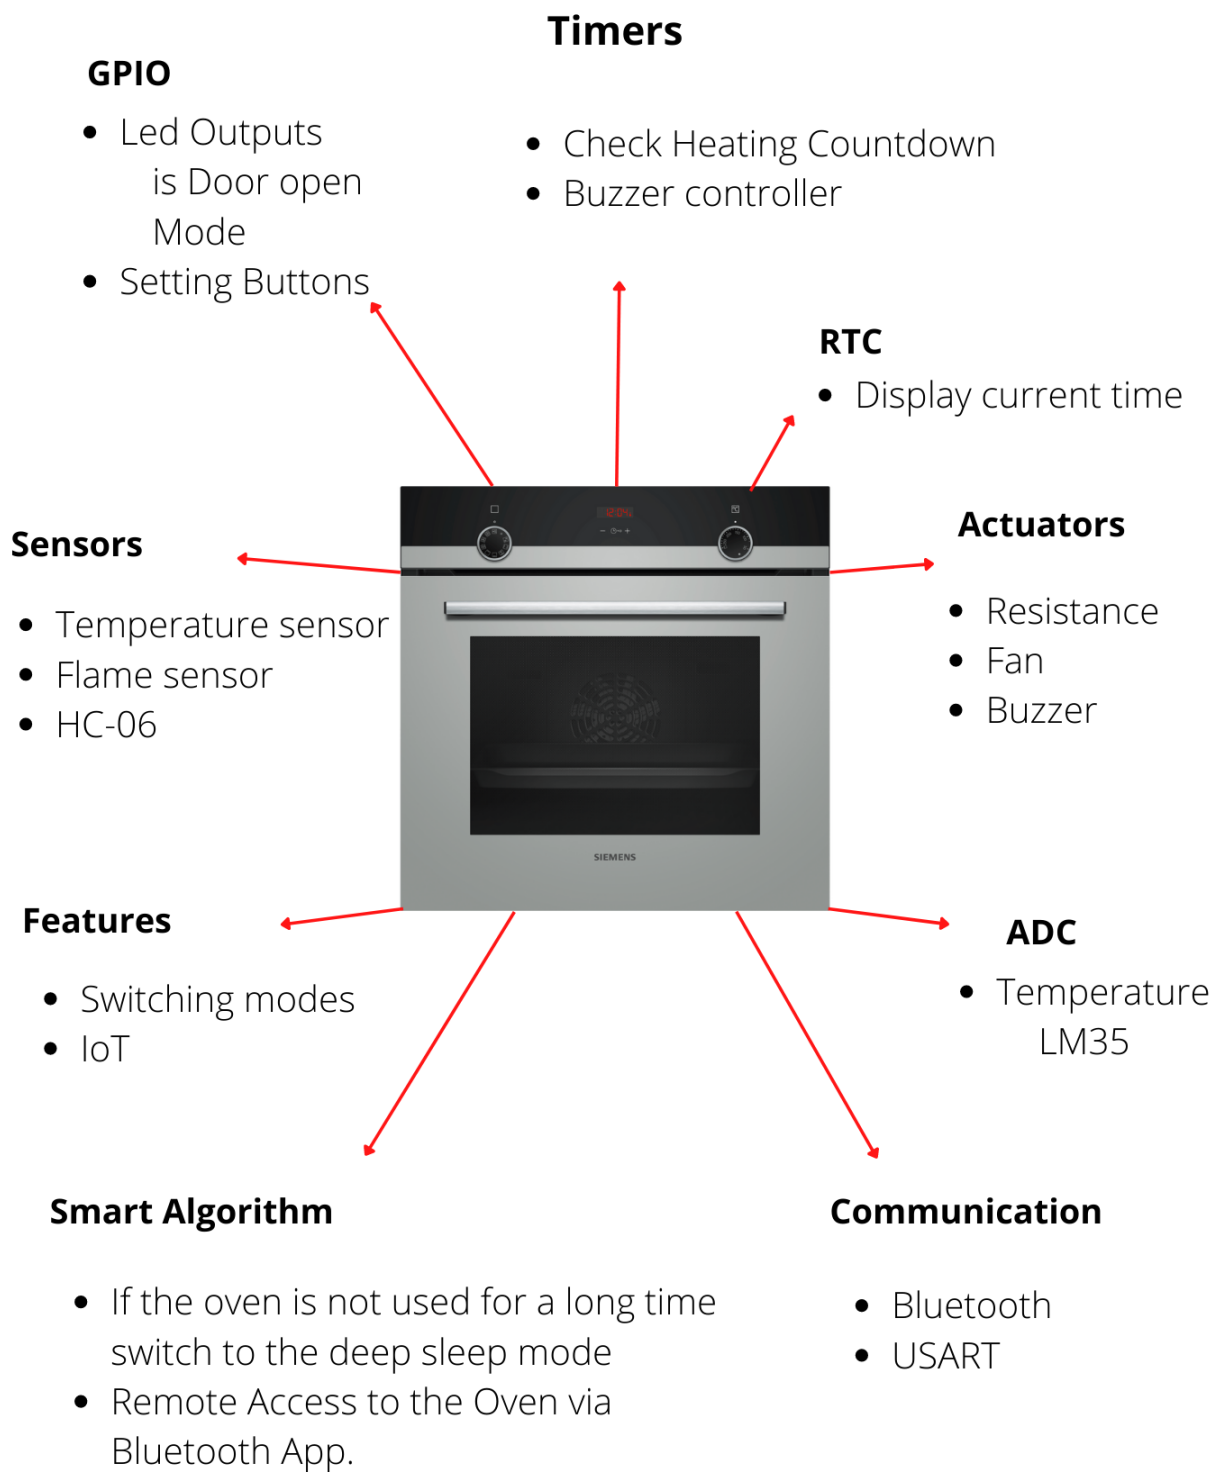 Timers
GPIO
Led Outputs
is Door open
Mode
Setting Buttons
Check Heating Countdown
Buzzer controller
RTC
Display current time
Sensors
Temperature sensor
Flame sensor
HC-06
Actuators
Resistance
Fan
Buzzer
SIEMENS
Features
Switching modes
IoT
ADC
Temperature
LM35
Smart Algorithm
If the oven is not used for a long time
switch to the deep sleep mode
Remote Access to the Oven via
Bluetooth App.
Communication
Bluetooth
USART